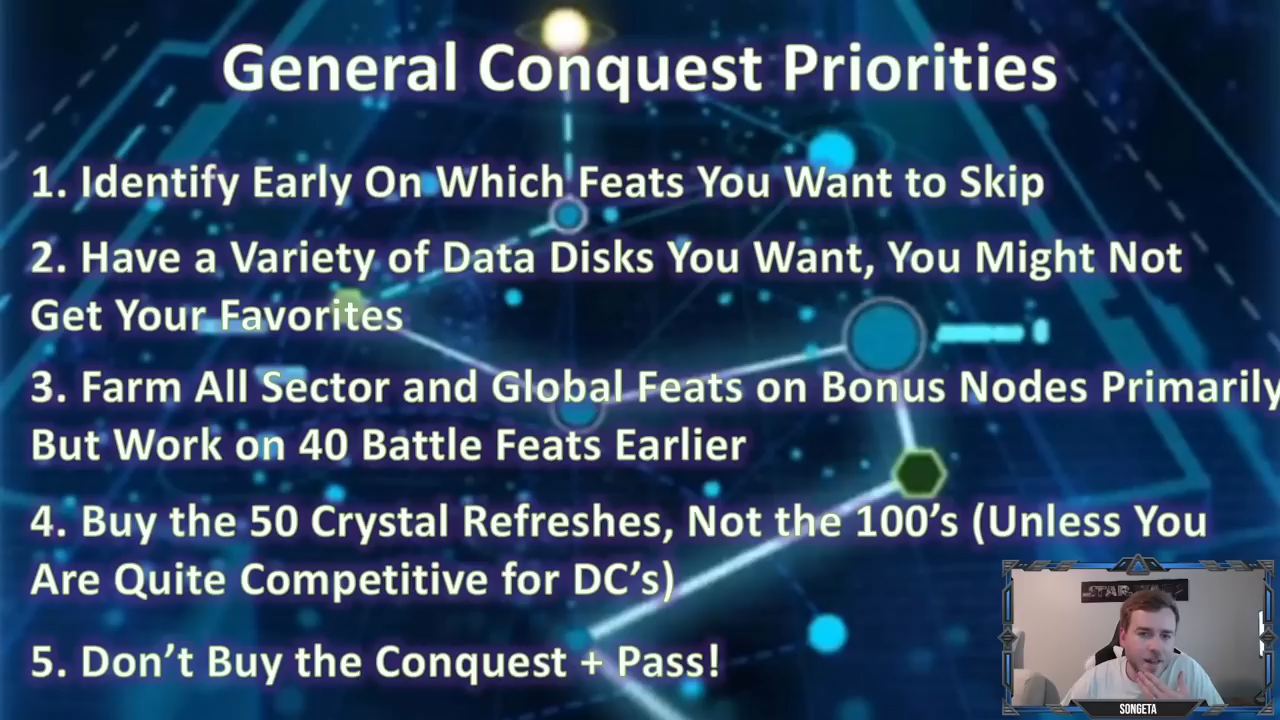 General Conquest Priorities
1. Identify Early On Which Feats You Want to Skip
2. Have a Variety of Data Disks You Want, You Might Not
Get Your Favorites
3. Farm All Sector and Global Feats on Bonus Nodes Primarily
But Work on 40 Battle Feats Earlier
4. Buy the 50 Crystal Refreshes, Not the 100's (Unless You
Are Quite Competitive for DC's)
5. Don't Buy the Conquest + Pass!
SONGETA